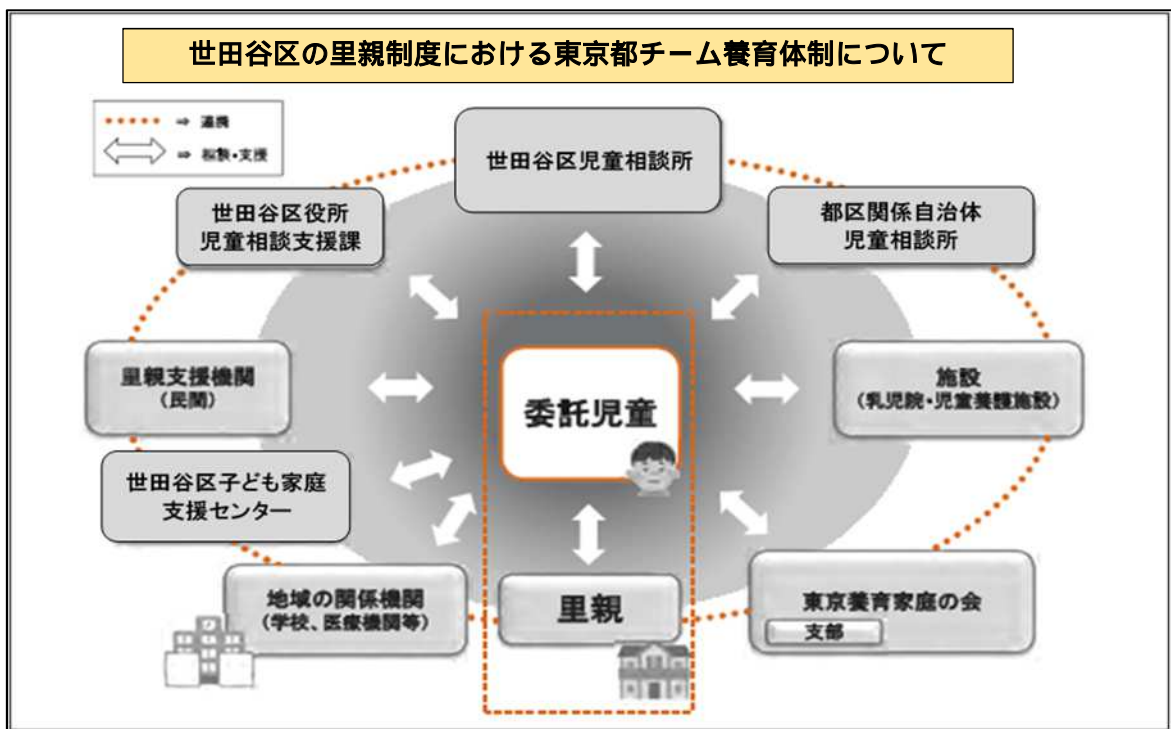 世田谷区の里親制度における東京都チーム養育体制について
⇒ 連携
⇒ 相談・支援
世田谷区児童相談所
世田谷区役所
児童相談支援課
都区関係自治体
児童相談所
里親支援機関
(民間)
施設
(乳児院・児童養護施設)
委託児童
世田谷区子ども家庭
支援センター
地域の関係機関
(学校、医療機関等)
里親
東京養育家庭の会
支部